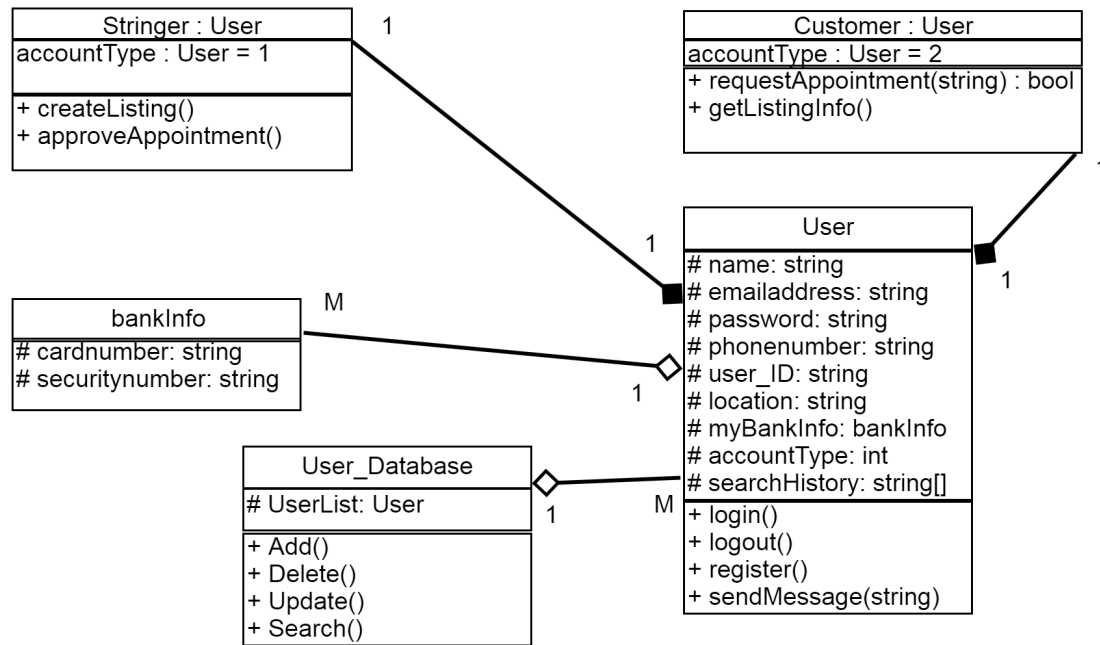 Stringer : User
accountType : User = 1
+ createListing()
+ approveAppointment()
1
1
Customer : User
accountType : User = 2
+ requestAppointment(string) : bool
+ getListingInfo()
1
1
User
# name: string
# emailaddress: string
# password: string
# phonenumber: string
# user_ID: string
# location: string
# myBankInfo: bankInfo
# accountType: int
# searchHistory: string[]
+ login()
+ logout()
+ register()
+ sendMessage(string)
bankInfo
# cardnumber: string
# securitynumber: string
M
1
User_Database
# UserList: User
+ Add()
+ Delete()
+ Update()
+ Search()
1
M